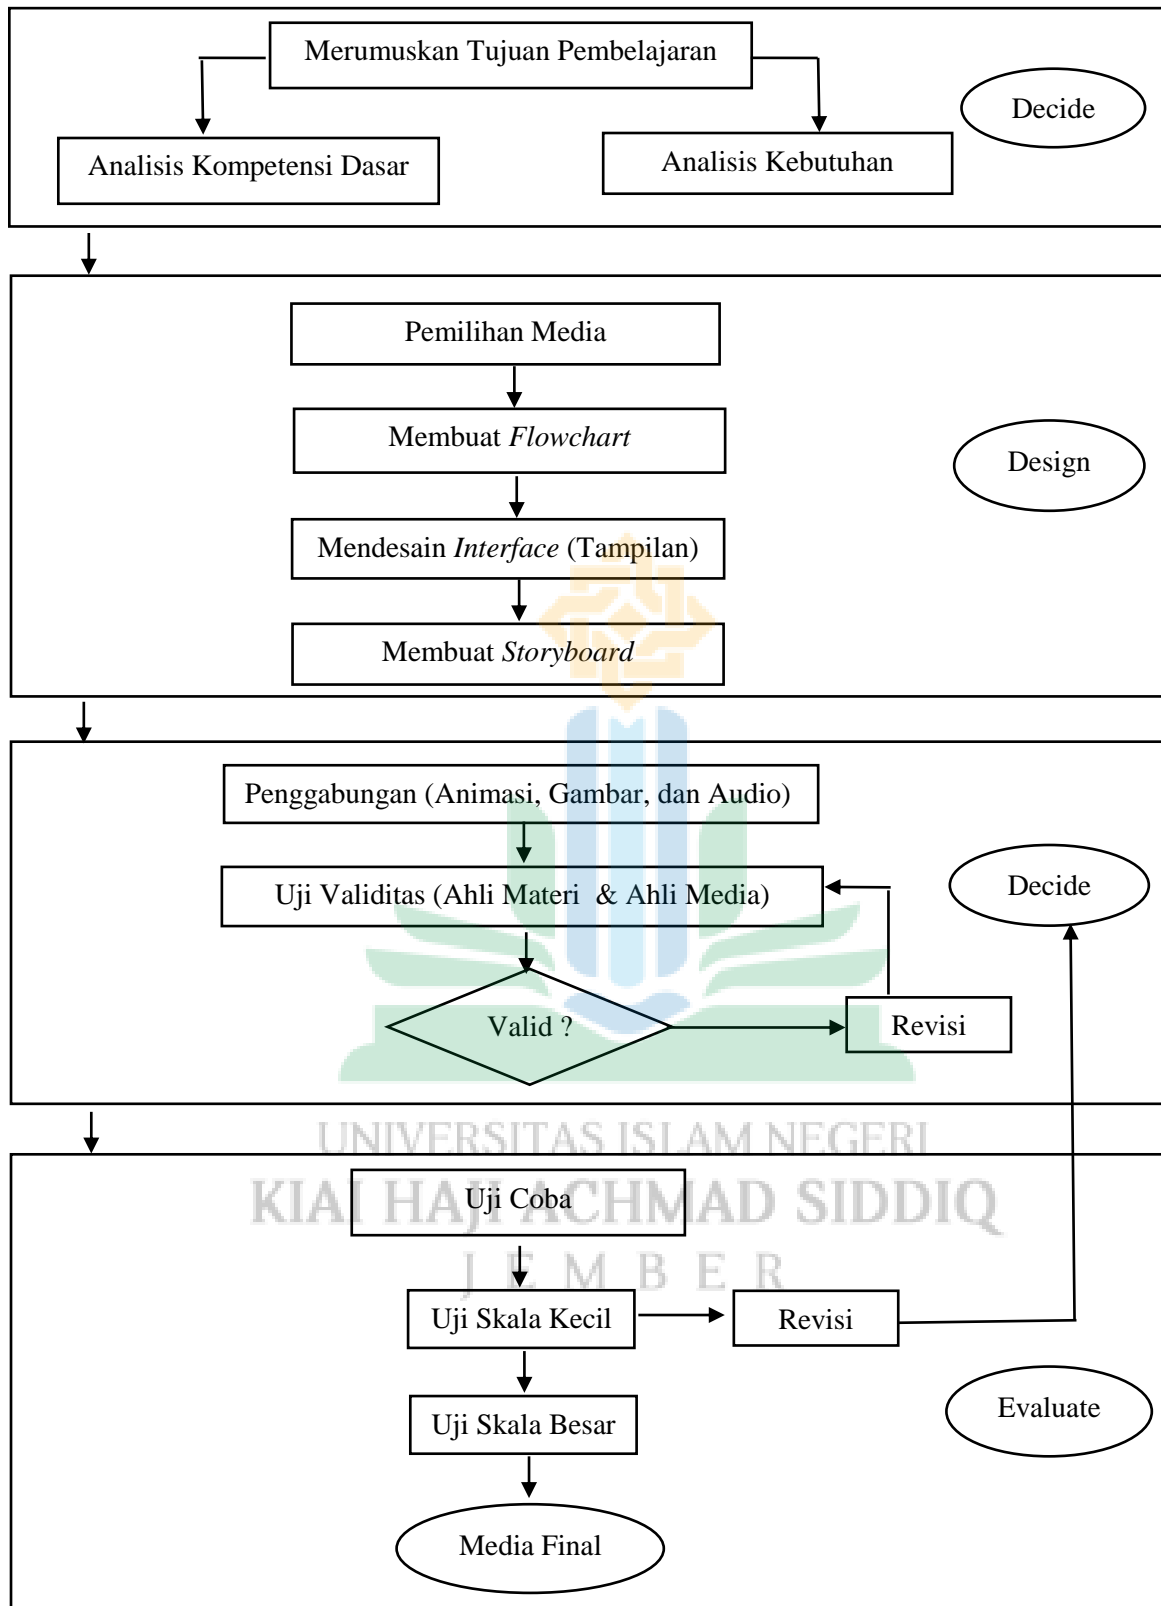 Merumuskan Tujuan Pembelajaran
Decide
Analisis Kompetensi Dasar
Analisis Kebutuhan
Pemilihan Media
Membuat Flowchart
Design
Mendesain Interface (Tampilan)
Membuat Storyboard
Penggabungan (Animasi, Gambar, dan Audio)
Uji Validitas (Ahli Materi & Ahli Media)
Decide
Valid ?
Revisi
UNIVERSITAS ISLAM NEGERI
KIAI HAJI ACHMAD SIDDIQ
JEMBER
Uji Coba
Uji Skala Kecil
Revisi
Uji Skala Besar
Evaluate
Media Final